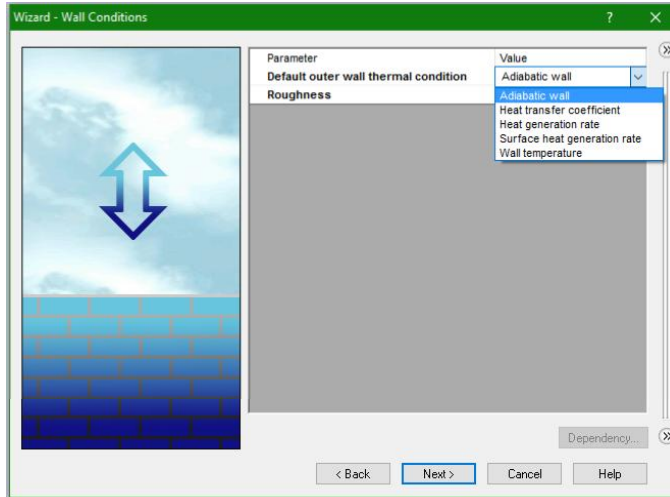 Wizard - Wall Conditions
Parameter Value
Default outer wall thermal condition Adiabatic wall
Roughness
Adiabatic wall
Heat transfer coefficient
Heat generation rate
Surface heat generation rate
Wall temperature
Dependency...
< Back Next > Cancel Help